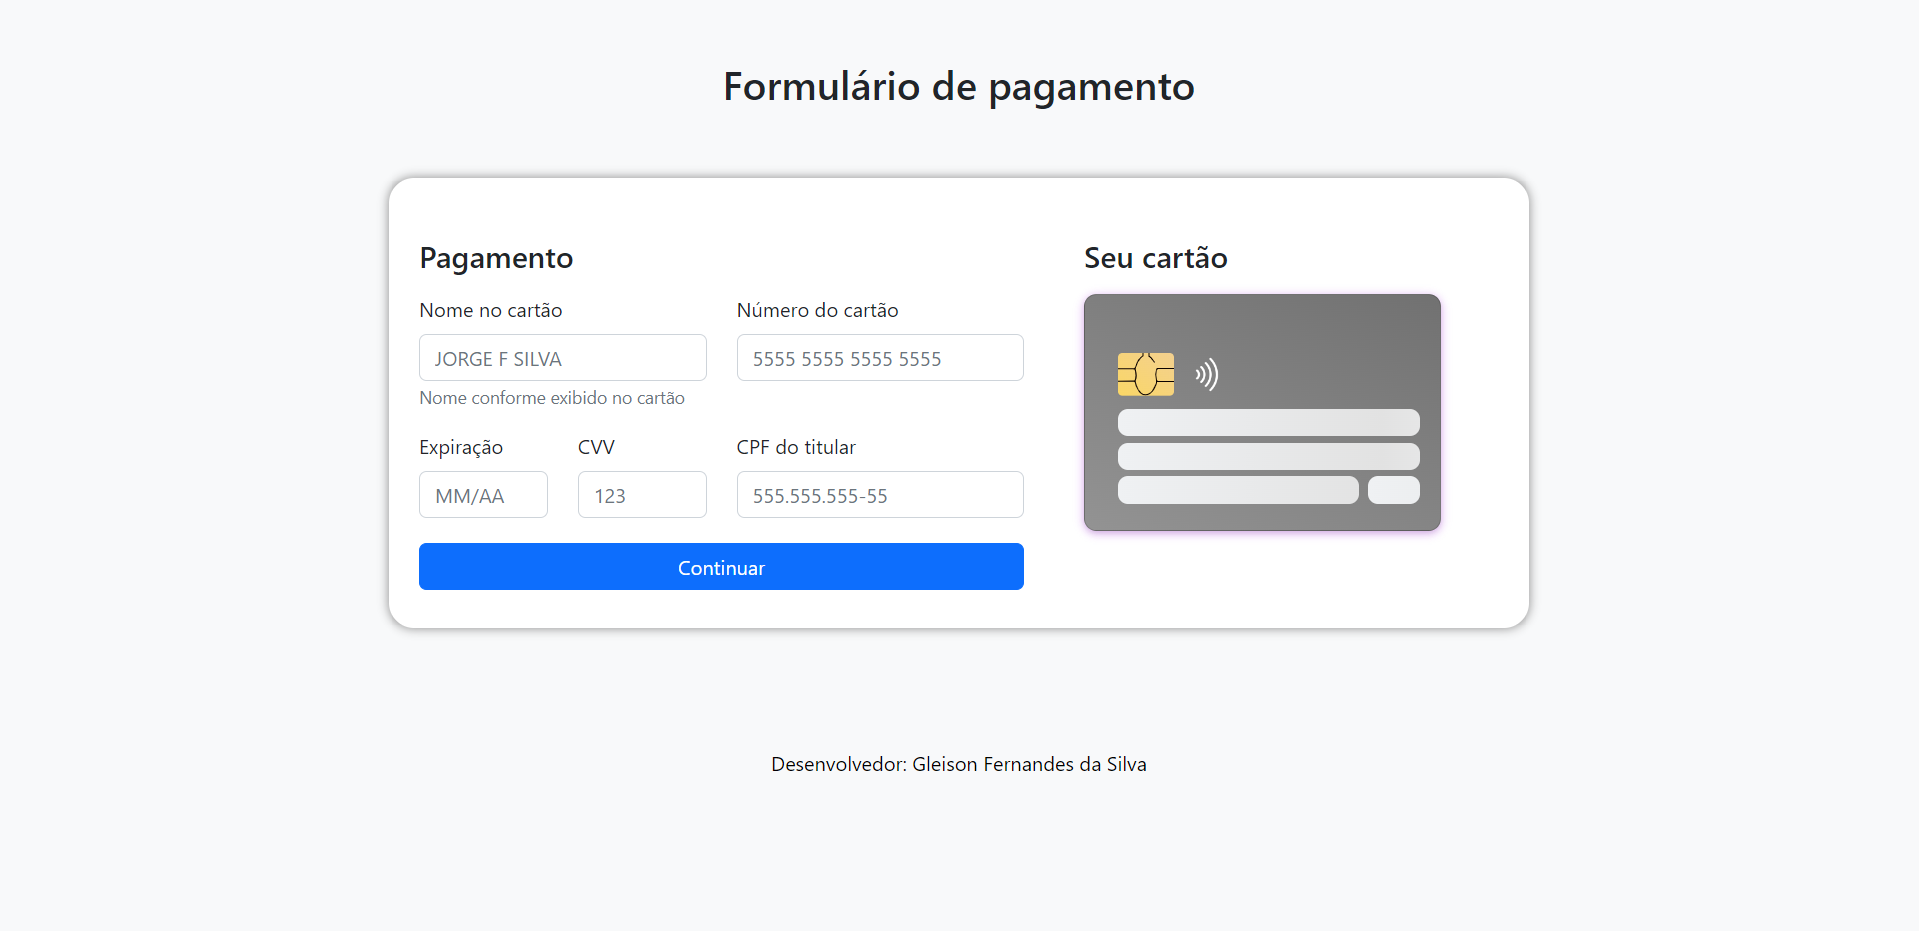 Formulário de pagamento
Pagamento
Nome no cartão
JORGE F SILVA
Nome conforme exibido no cartão
Número do cartão
5555 5555 5555 5555
Expiração
MM/AA
CVV
123
CPF do titular
555.555.555-55
Continuar
Seu cartão
Desenvolvedor: Gleison Fernandes da Silva